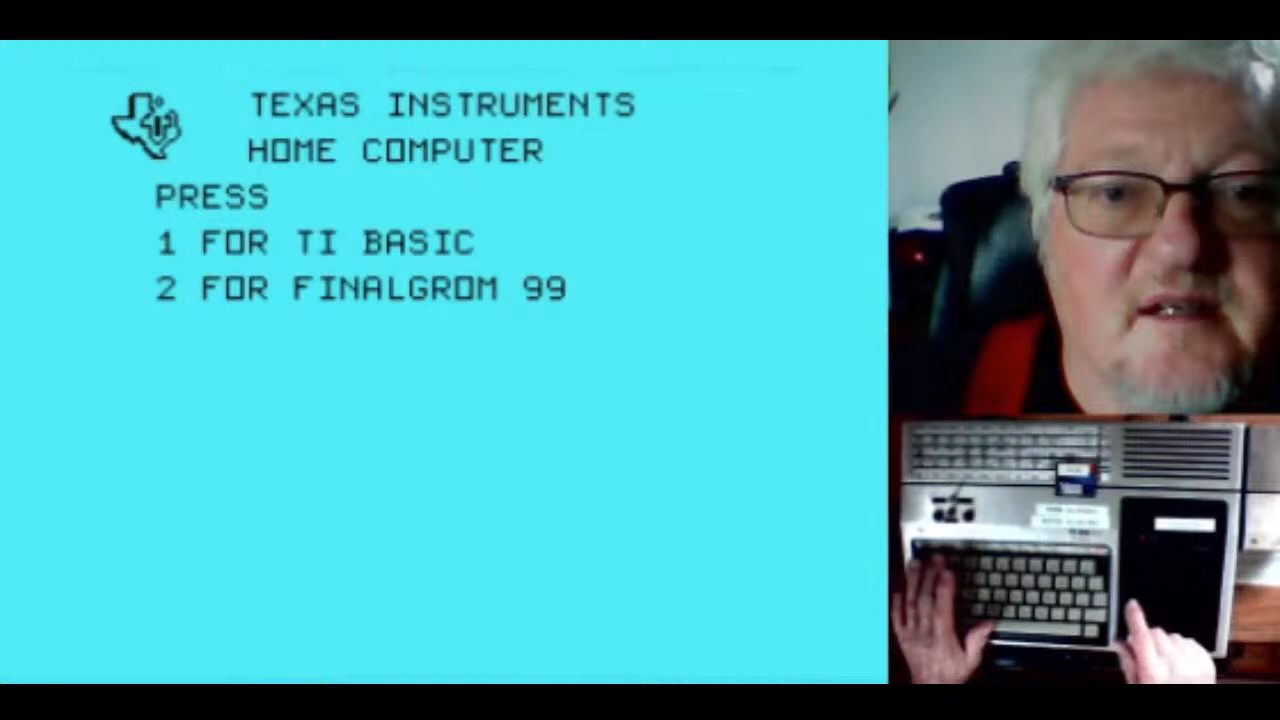 TEXAS INSTRUMENTS
HOME COMPUTER
PRESS
1 FOR TI BASIC
2 FOR FINALGROM 99